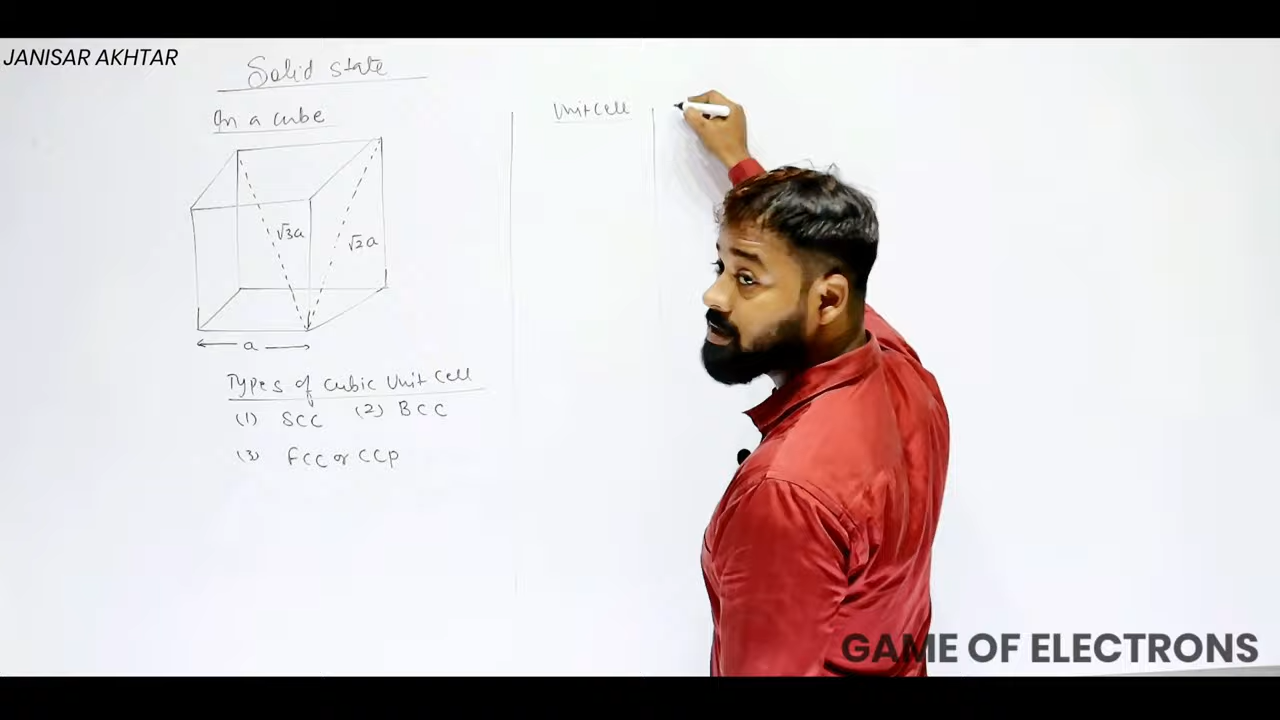 JANISAR AKHTAR
Solid state
In a cube
√3a
√2a
a
Types of Cubic Unit Cell
(1) SCC (2) BCC
(3) FCC or CCP
Unit Cell
GAME OF ELECTRONS